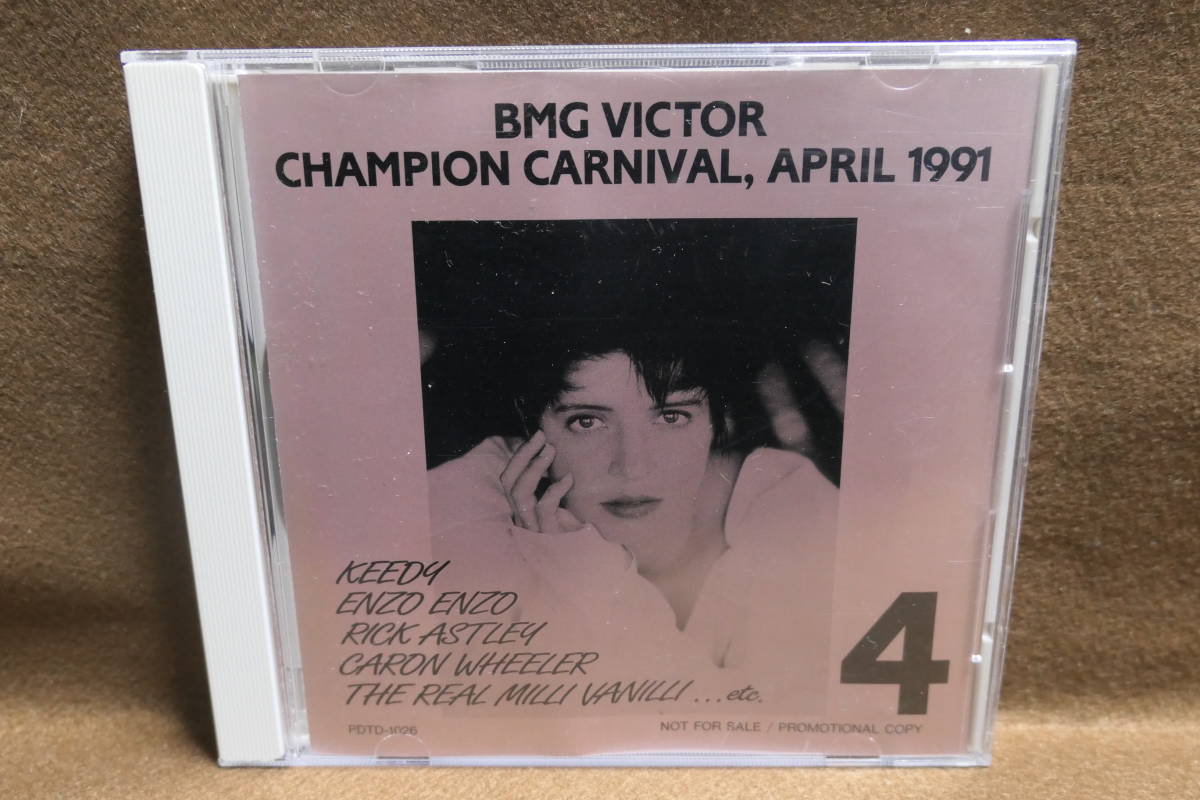 BMG VICTOR
CHAMPION CARNIVAL, APRIL 1991
KEEDY
ENZO ENZO
RICK ASTLEY
CARON WHEELER
THE REAL MILLI VANILLI ...etc.
4
PDTD-1026
NOT FOR SALE / PROMOTIONAL COPY